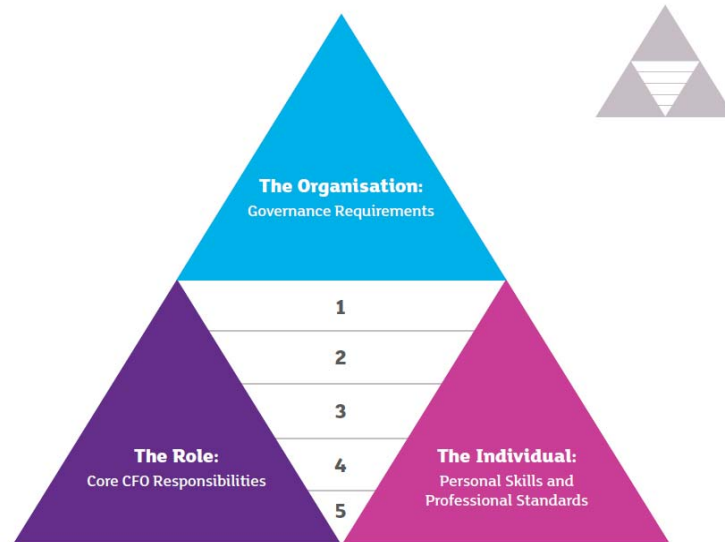 The Organisation:
Governance Requirements
1
2
3
4
5
The Role:
Core CFO Responsibilities
The Individual:
Personal Skills and
Professional Standards